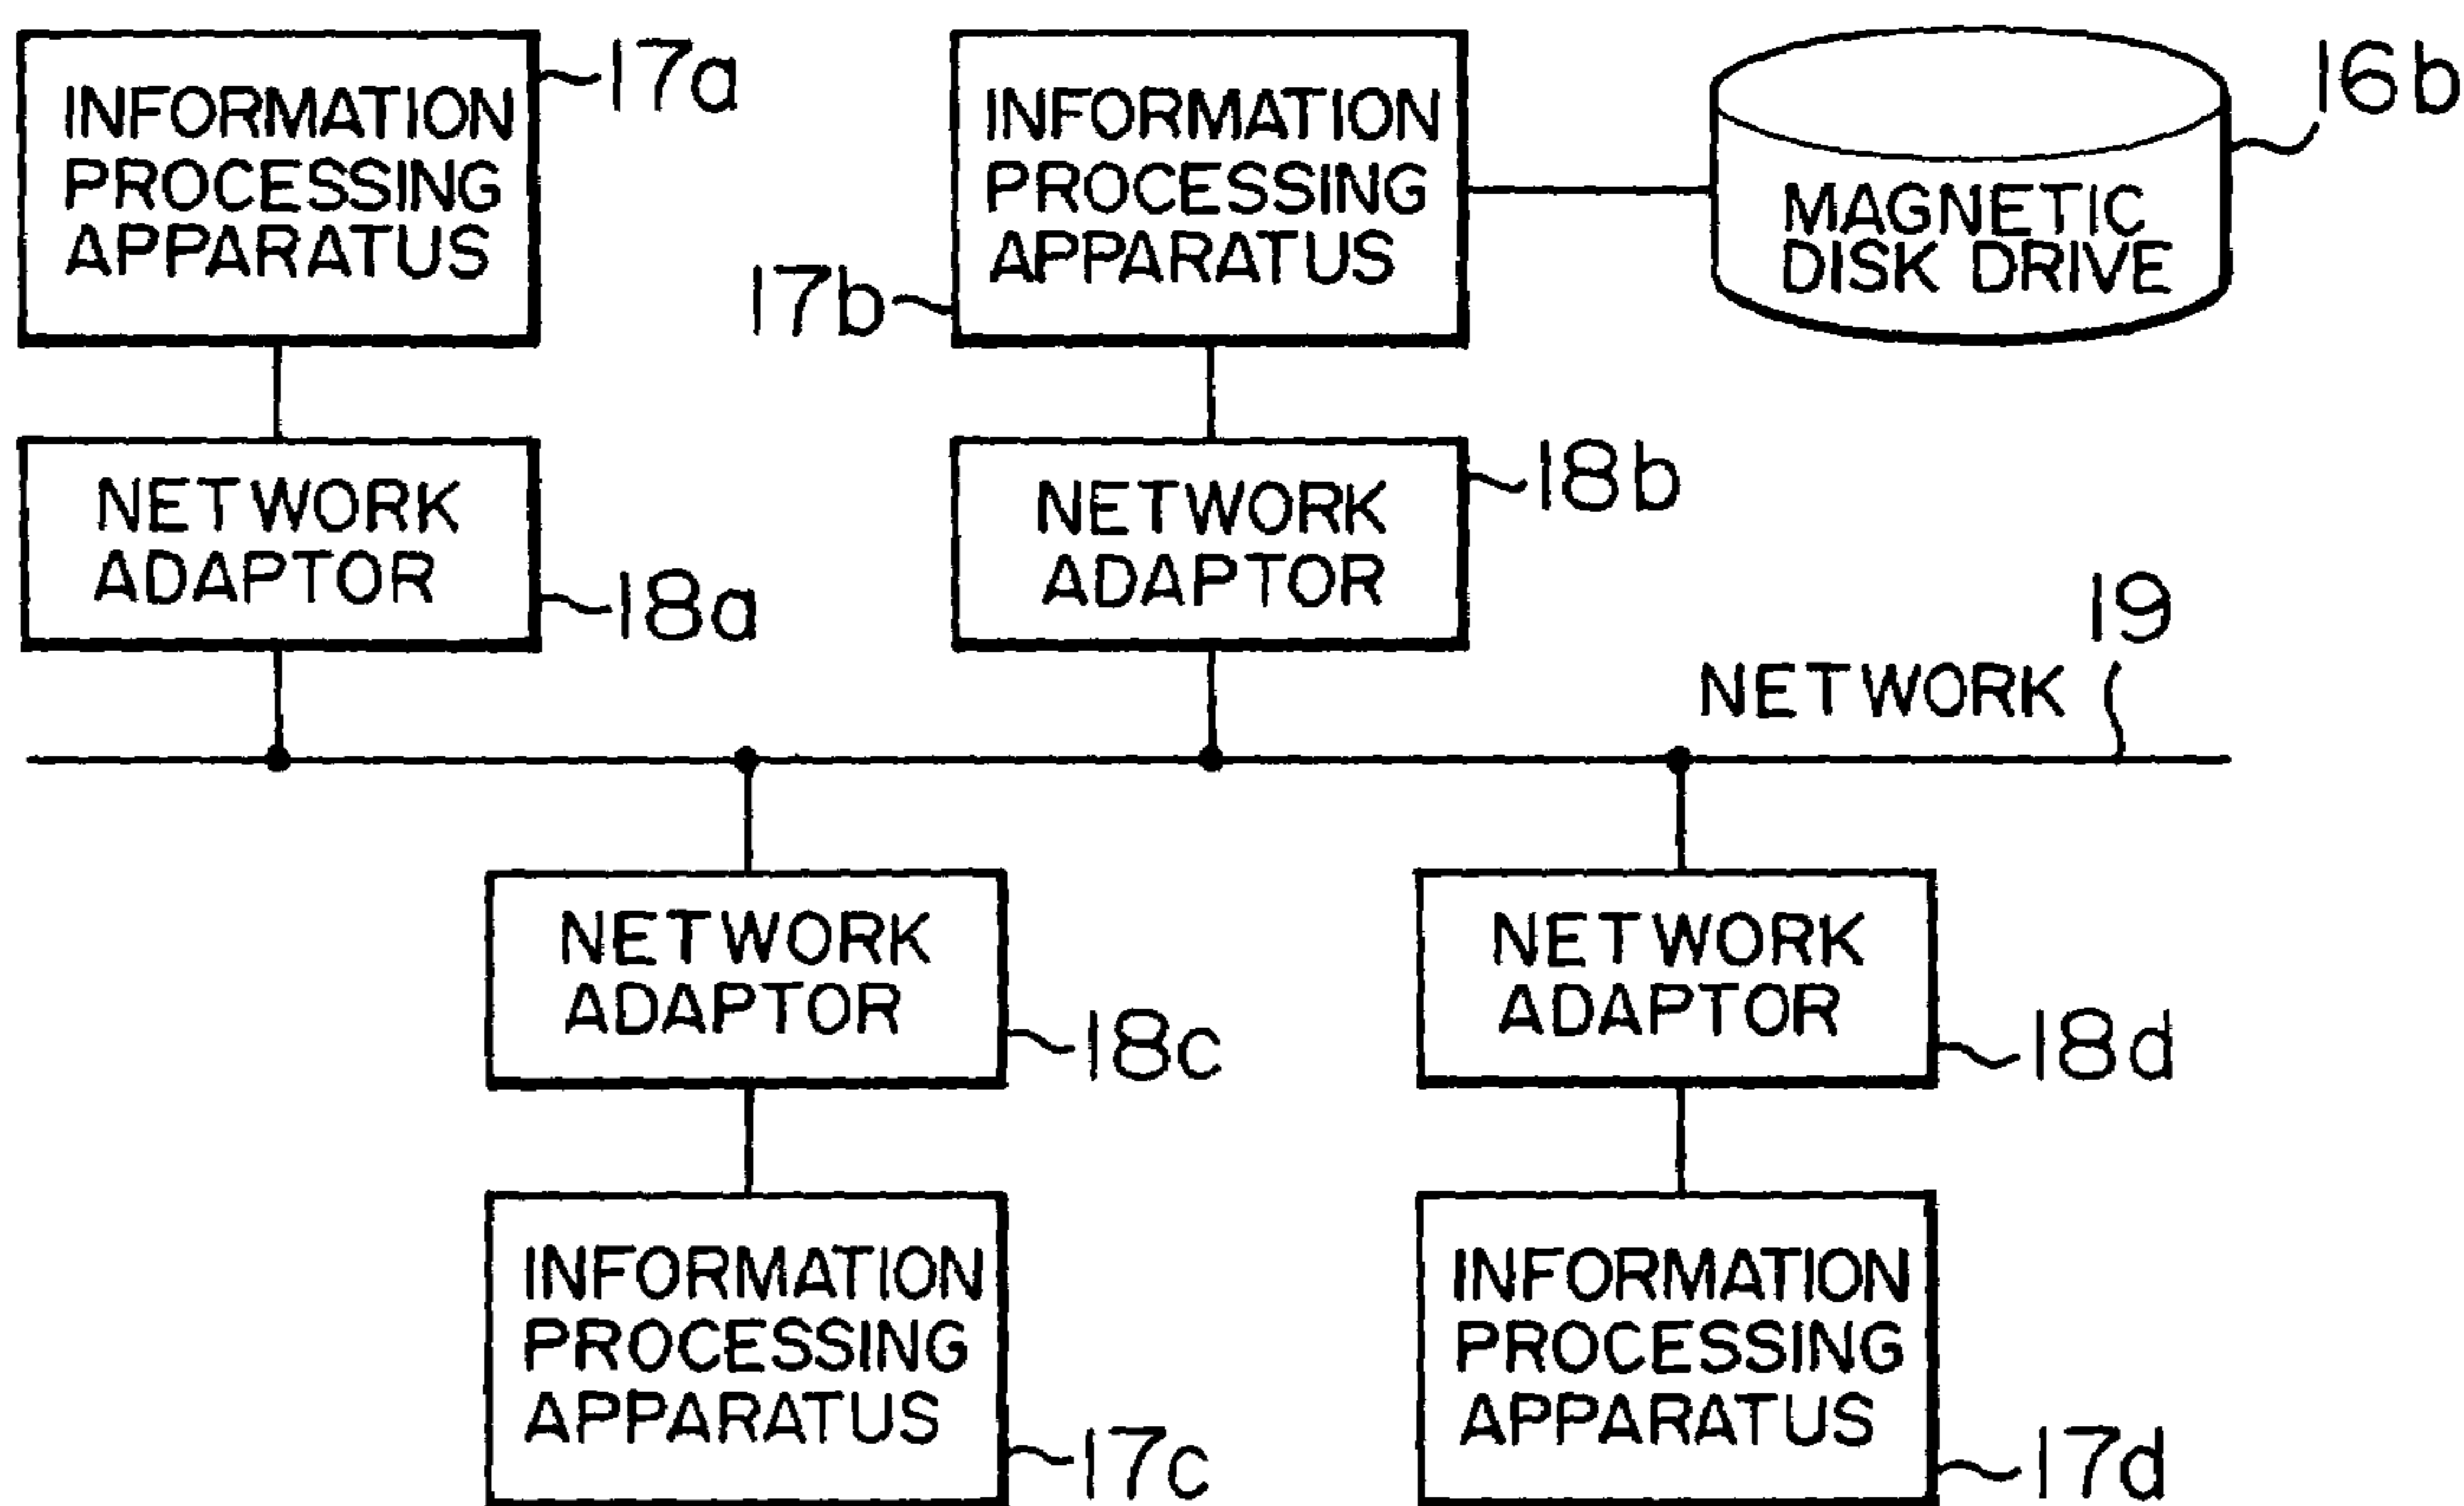 INFORMATION
PROCESSING
APPARATUS
17a
INFORMATION
PROCESSING
APPARATUS
17b
MAGNETIC
DISK DRIVE
16b
NETWORK
ADAPTOR
18a
NETWORK
ADAPTOR
18b
NETWORK
19
NETWORK
ADAPTOR
18c
NETWORK
ADAPTOR
18d
INFORMATION
PROCESSING
APPARATUS
17c
INFORMATION
PROCESSING
APPARATUS
17d